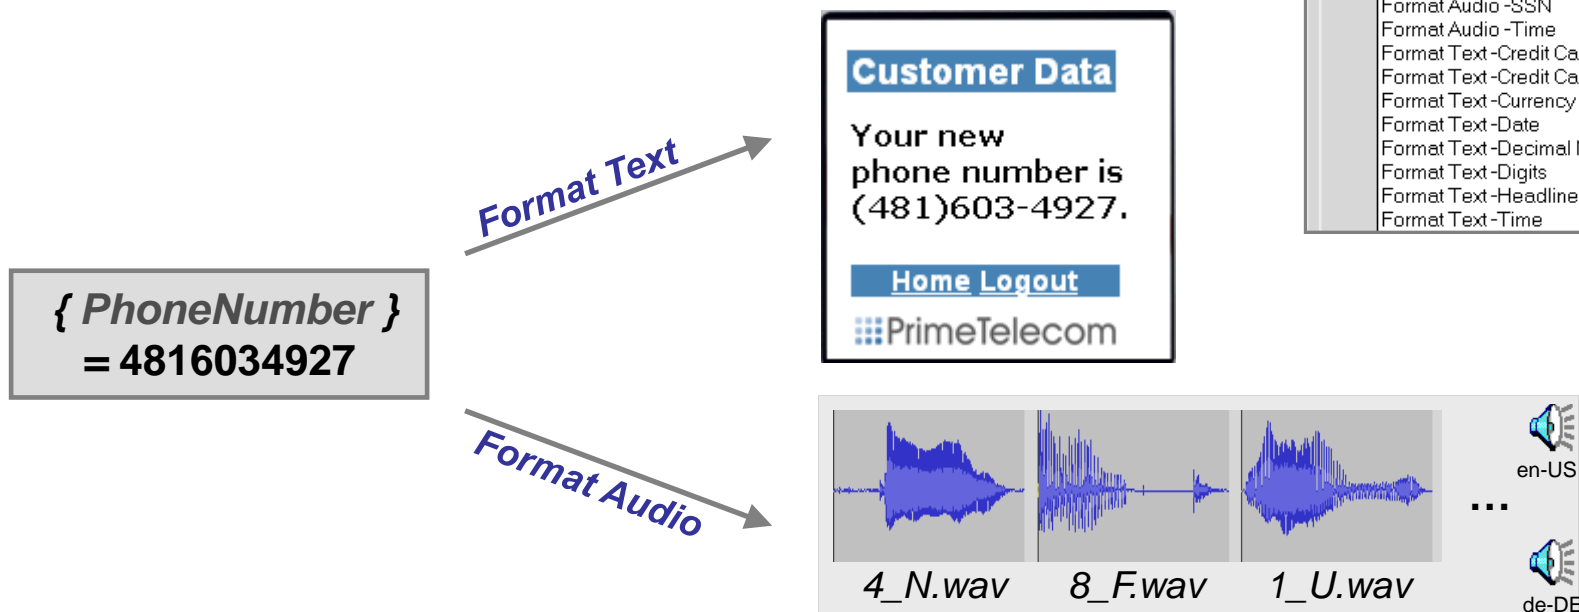 { PhoneNumber }
= 4816034927
Format Text
Format Audio
Customer Data
Your new
phone number is
(481)603-4927.
Home Logout
PrimeTelecom
Format Audio -SSN
Format Audio -Time
Format Text -Credit Ca
Format Text -Credit Ca
Format Text -Currency
Format Text -Date
Format Text -Decimal
Format Text -Digits
Format Text -Headline
Format Text -Time
4_N.wav 8_F.wav 1_U.wav
...
en-US
de-DE